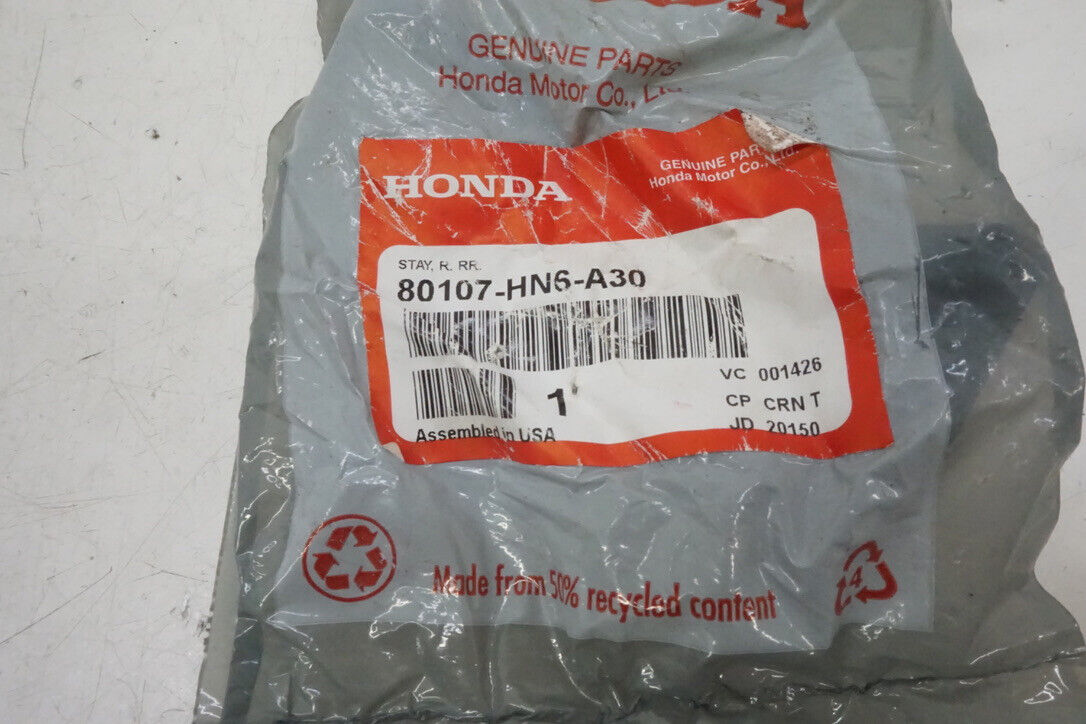 GENUINE PARTS
Honda Motor Co., Ltd.
HONDA
GENUINE PARTS
Honda Motor Co., Ltd.
STAY, R. RR.
80107-HN6-A30
1
VC 001426
CP CRN T
JD 20150
Assembled in USA
Made from 50% recycled content
4